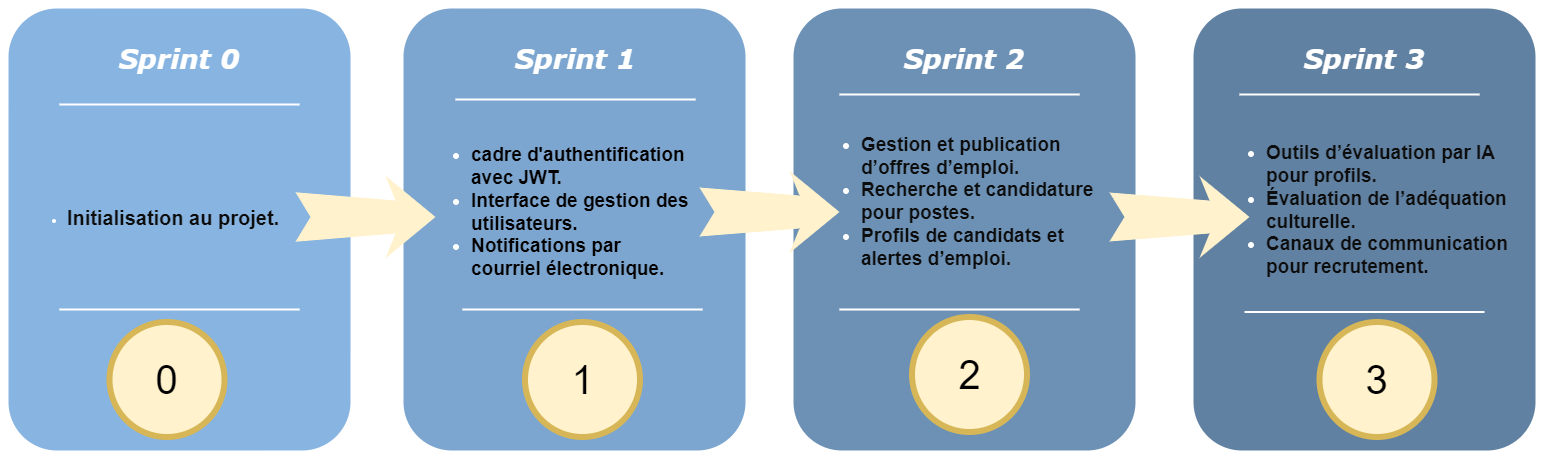 Sprint 0
Initialisation au projet.
0
Sprint 1
cadre d'authentification
avec JWT.
Interface de gestion des
utilisateurs.
Notifications par
courriel électronique.
1
Sprint 2
Gestion et publication
d’offres d’emploi.
Recherche et candidature
pour postes.
Profils de candidats et
alertes d’emploi.
2
Sprint 3
Outils d’évaluation par IA
pour profils.
Évaluation de l’adéquation
culturelle.
Canaux de communication
pour recrutement.
3